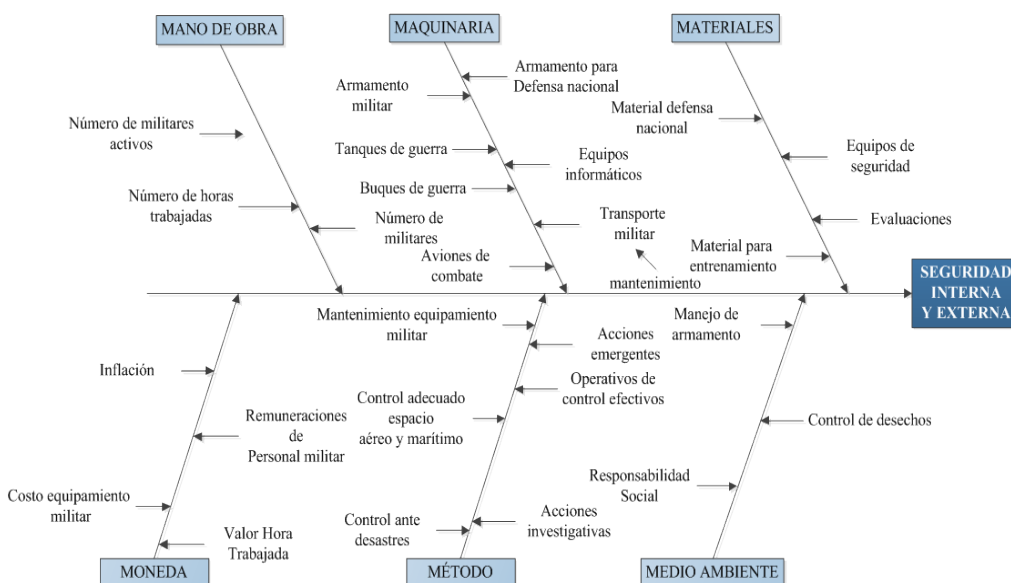 MANO DE OBRA
MAQUINARIA
MATERIALES
Número de militares
activos
Número de horas
trabajadas
Número de
militares
Armamento para
Defensa nacional
Armamento
militar
Tanques de guerra
Equipos
informáticos
Buques de guerra
Transporte
militar
Aviones de
combate
mantenimiento
Material defensa
nacional
Equipos de
seguridad
Evaluaciones
Material para
entrenamiento
SEGURIDAD
INTERNA
Y EXTERNA
Inflación
Remuneraciones
de
Personal militar
Costo equipamiento
militar
Valor Hora
Trabajada
Mantenimiento equipamiento
militar
Acciones
emergentes
Operativos de
control efectivos
Control adecuado
espacio
aéreo y marítimo
Control ante
desastres
Acciones
investigativas
Manejo de
armamento
Control de desechos
Responsabilidad
Social
MONEDA
MÉTODO
MEDIO AMBIENTE